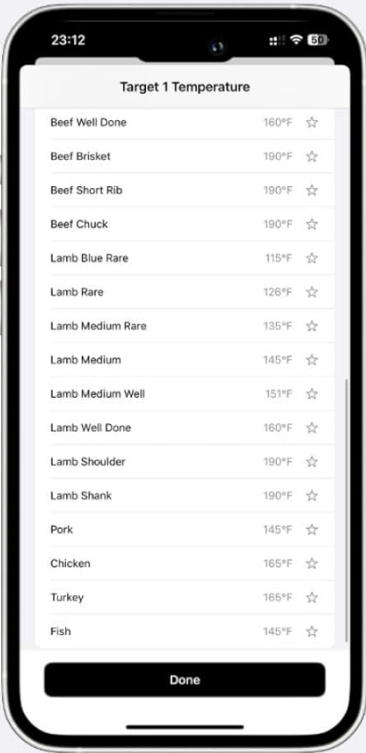 23:12
50
Target 1 Temperature
Beef Well Done 160°F
Beef Brisket 190°F
Beef Short Rib 190°F
Beef Chuck 190°F
Lamb Blue Rare 115°F
Lamb Rare 126°F
Lamb Medium Rare 135°F
Lamb Medium 145°F
Lamb Medium Well 151°F
Lamb Well Done 160°F
Lamb Shoulder 190°F
Lamb Shank 190°F
Pork 145°F
Chicken 165°F
Turkey 165°F
Fish 145°F
Done